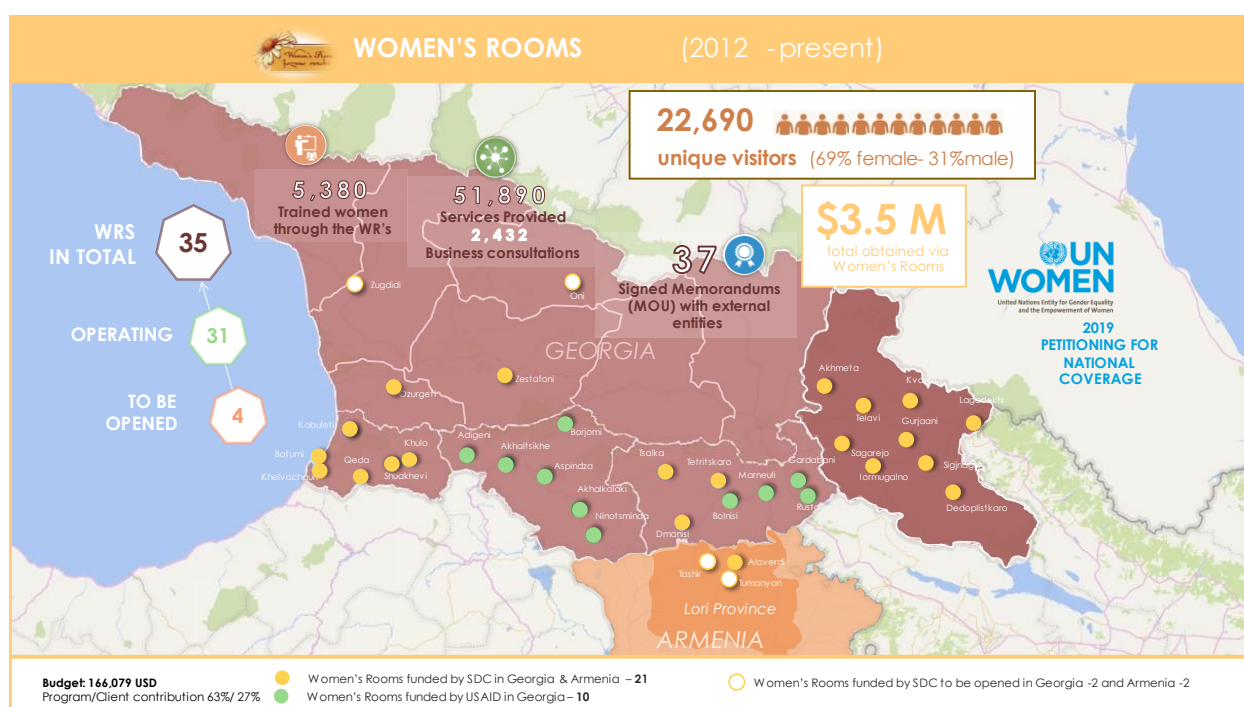 WOMEN'S ROOMS (2012 - present)
22,690
unique visitors (69% female- 31%male)
5,380
Trained women
through the WR's
51,890
Services Provided
2,432
Business consultations
$3.5 M
total obtained via
Women's Rooms
WRS
IN TOTAL
35
37
Signed Memorandums
(MOU) with external
entities
UN
WOMEN
United Nations Entity for Gender Equality
and the Empowerment of Women
2019
PETITIONING FOR
NATIONAL
COVERAGE
OPERATING
31
TO BE
OPENED
4
Zugdidi
Oni
GEORGIA
Zestafoni
Ozurgeti
Kobuleti
Batumi
Khelvachauri
Qeda
Khulo
Shuakhevi
Adigeni
Akhaltsikhe
Borjomi
Aspindza
Akhalkalaki
Ninotsminda
Tsalka
Tetritskaro
Marneuli
Gardabani
Bolnisi
Dmanisi
Akhmeta
Telavi
Gurjaani
Lagodekhi
Sagarejo
Iormugalno
Dedoplistkaro
Tashir
Alaverdi
Tumanyan
Lori Province
ARMENIA
Budget: 166,079 USD
Program/Client contribution 63%/ 27%
Women's Rooms funded by SDC in Georgia & Armenia – 21
Women's Rooms funded by USAID in Georgia – 10
Women's Rooms funded by SDC to be opened in Georgia -2 and Armenia -2